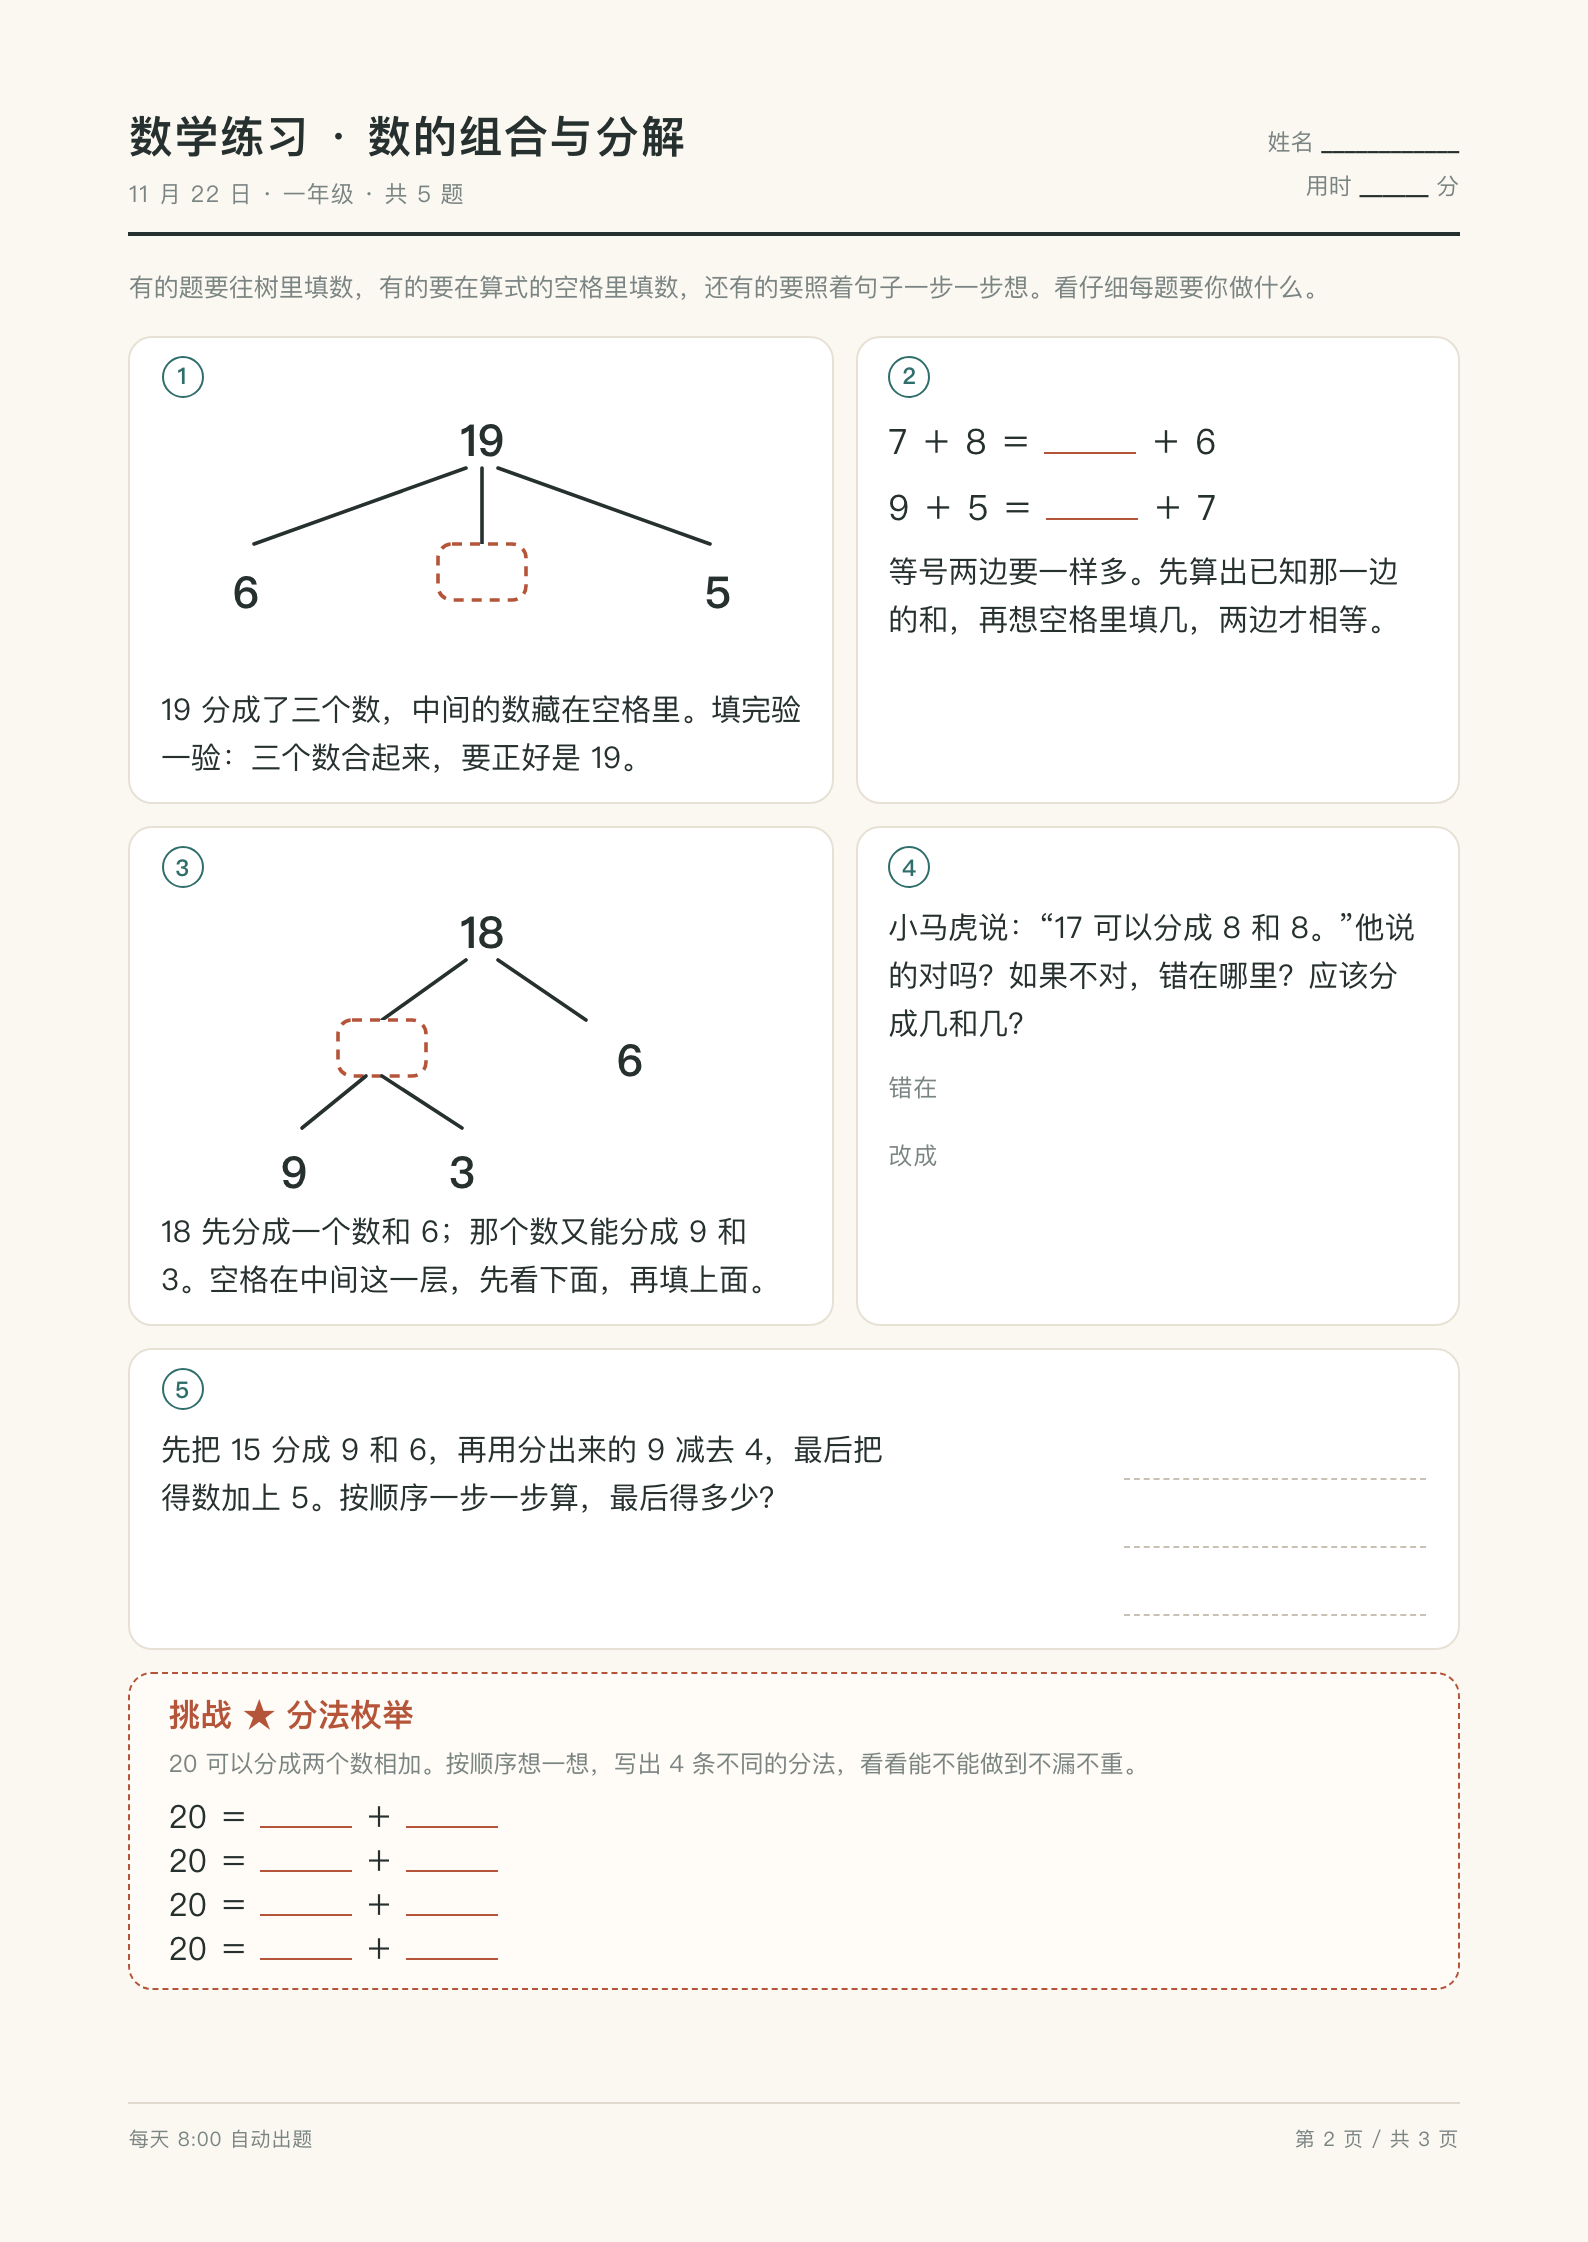 数学练习 · 数的组合与分解
11 月 22 日 · 一年级 · 共 5 题
姓名 ____________
用时 ______ 分
有的题要往树里填数，有的要在算式的空格里填数，还有的要照着句子一步一步想。看仔细每题要你做什么。
1
19
6
5
19 分成了三个数，中间的数藏在空格里。填完验
一验：三个数合起来，要正好是 19。
2
7 + 8 = ____ + 6
9 + 5 = ____ + 7
等号两边要一样多。先算出已知那一边
的和，再想空格里填几，两边才相等。
3
18
6
9 3
18 先分成一个数和 6；那个数又能分成 9 和
3。空格在中间这一层，先看下面，再填上面。
4
小马虎说：“17 可以分成 8 和 8。”他说
的对吗？如果不对，错在哪里？应该分
成几和几？
错在
改成
5
先把 15 分成 9 和 6，再用分出来的 9 减去 4，最后把
得数加上 5。按顺序一步一步算，最后得多少？
挑战 ★ 分法枚举
20 可以分成两个数相加。按顺序想一想，写出 4 条不同的分法，看看能不能做到不漏不重。
20 = ____ + ____
20 = ____ + ____
20 = ____ + ____
20 = ____ + ____
每天 8:00 自动出题
第 2 页 / 共 3 页